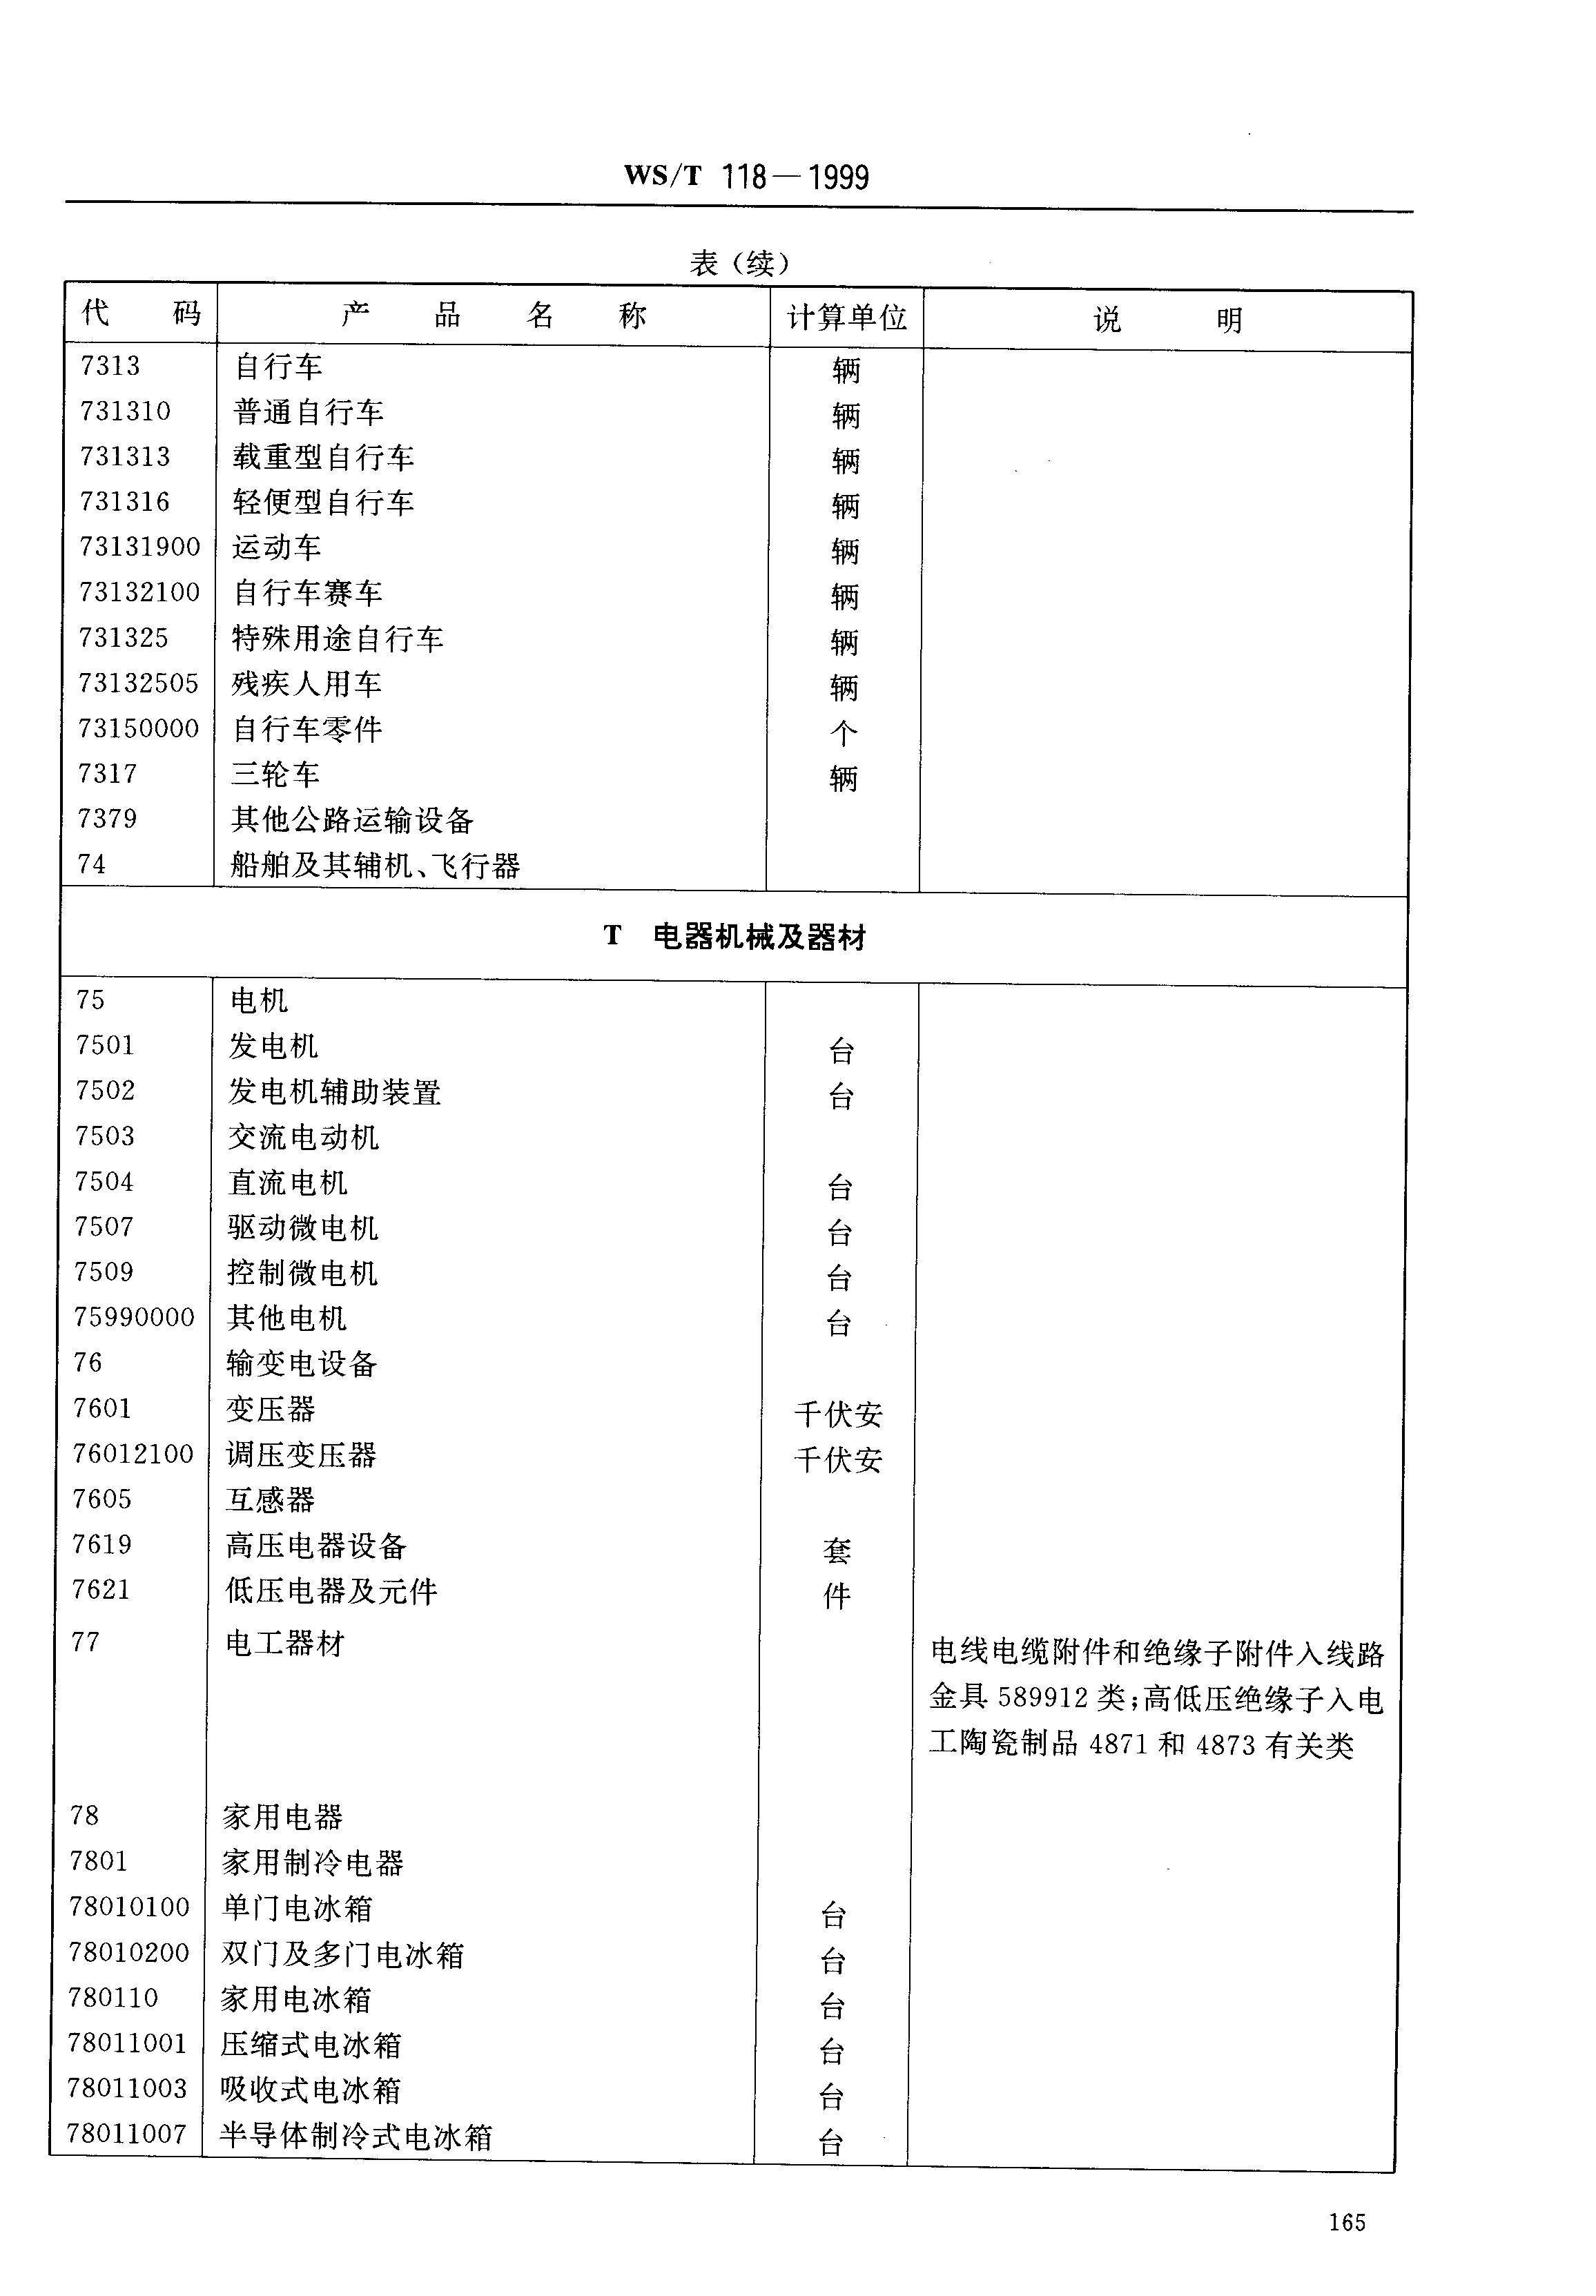 WS/T 118—1999
表（续）
代 码 产 品 名 称 计算单位 说 明
7313 自行车 辆
731310 普通自行车 辆
731313 载重型自行车 辆
731316 轻便型自行车 辆
73131900 运动车 辆
73132100 自行车赛车 辆
731325 特殊用途自行车 辆
73132505 残疾人用车 辆
73150000 自行车零件 个
7317 三轮车 辆
7379 其他公路运输设备
74 船舶及其辅机、飞行器
T 电器机械及器材
75 电机
7501 发电机 台
7502 发电机辅助装置 台
7503 交流电动机
7504 直流电机 台
7507 驱动微电机 台
7509 控制微电机 台
75990000 其他电机 台
76 输变电设备
7601 变压器 千伏安
76012100 调压变压器 千伏安
7605 互感器
7619 高压电器设备 套
7621 低压电器及元件 件
77 电工器材 电线电缆附件和绝缘子附件入线路
金具 589912 类；高低压绝缘子入电
工陶瓷制品 4871 和 4873 有关类
78 家用电器
7801 家用制冷电器
78010100 单门电冰箱 台
78010200 双门及多门电冰箱 台
780110 家用电冰箱 台
78011001 压缩式电冰箱 台
78011003 吸收式电冰箱 台
78011007 半导体制冷式电冰箱 台
165